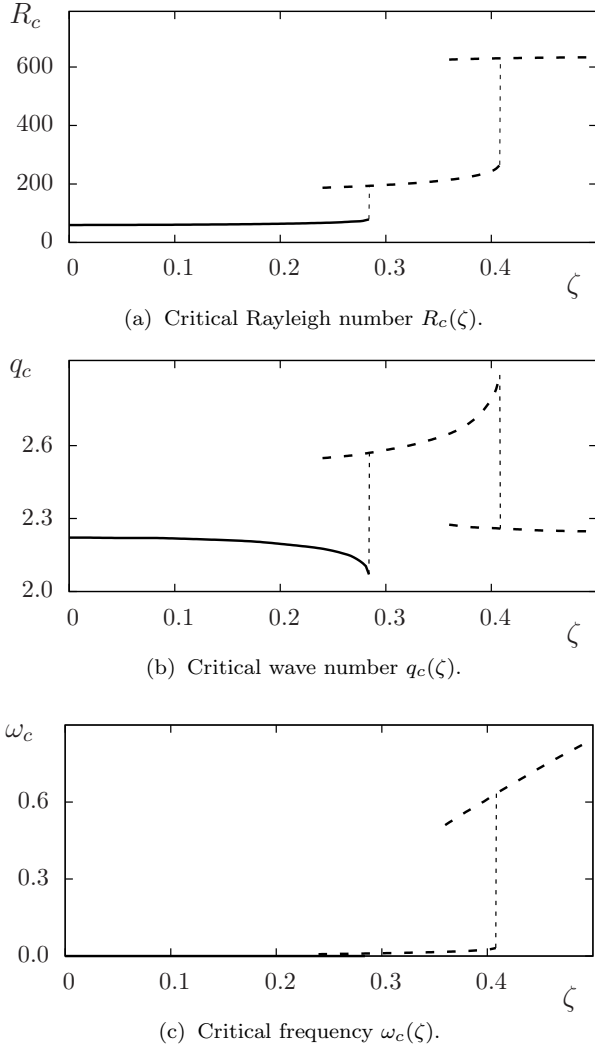 R_c
600
400
200
0
0 0.1 0.2 0.3 0.4
ζ
(a) Critical Rayleigh number R_c(ζ).
q_c
2.6
2.3
2.0
0 0.1 0.2 0.3 0.4
ζ
(b) Critical wave number q_c(ζ).
ω_c
0.6
0.3
0.0
0 0.1 0.2 0.3 0.4
ζ
(c) Critical frequency ω_c(ζ).